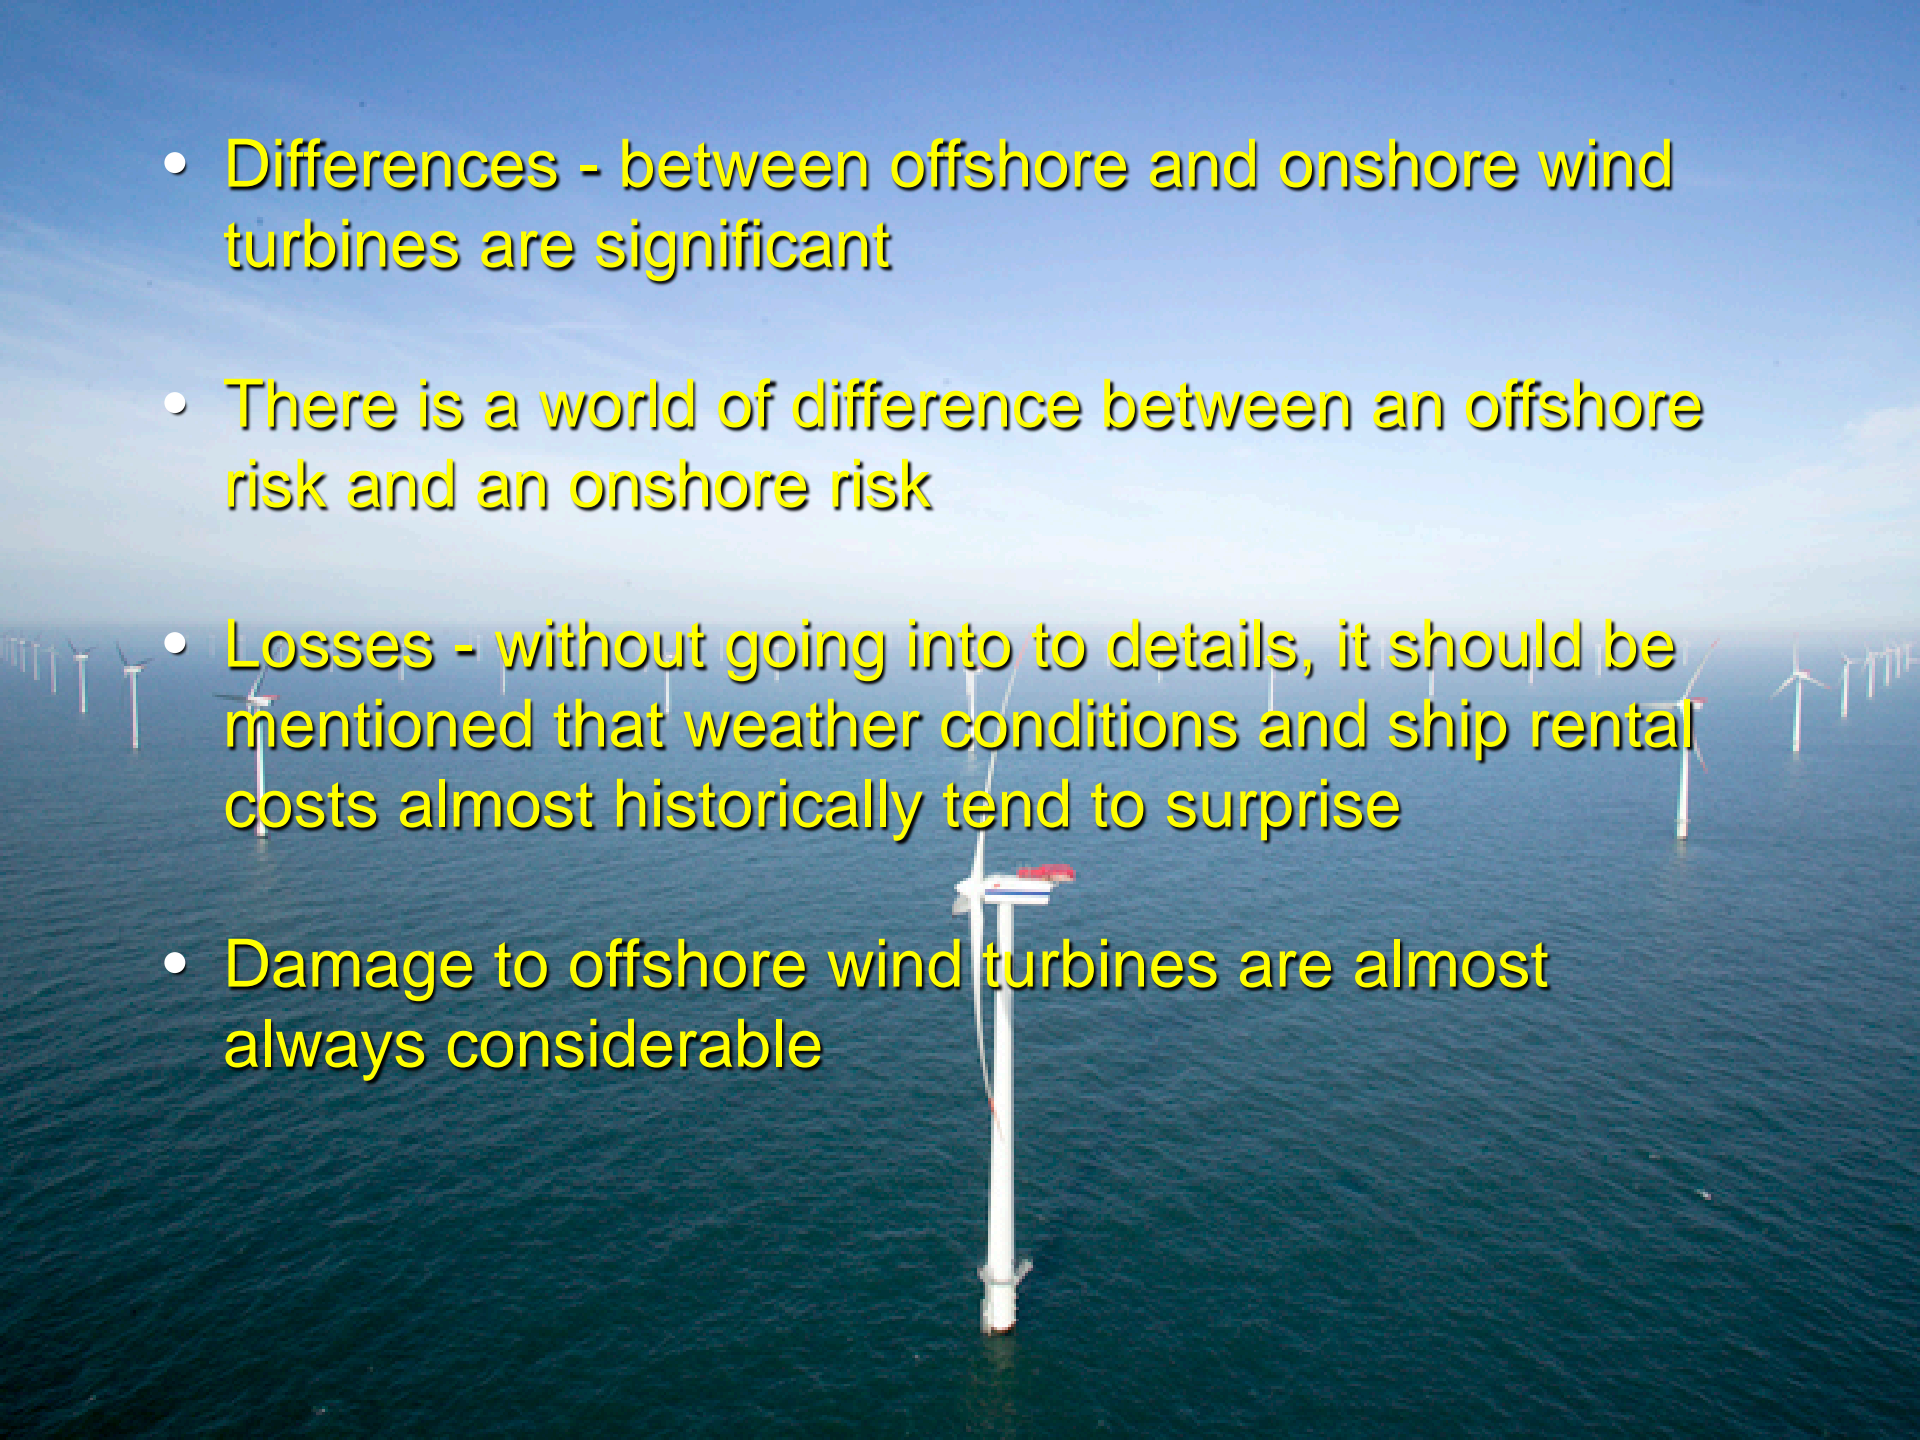 • Differences - between offshore and onshore wind
turbines are significant
• There is a world of difference between an offshore
risk and an onshore risk
• Losses - without going into to details, it should be
mentioned that weather conditions and ship rental
costs almost historically tend to surprise
• Damage to offshore wind turbines are almost
always considerable